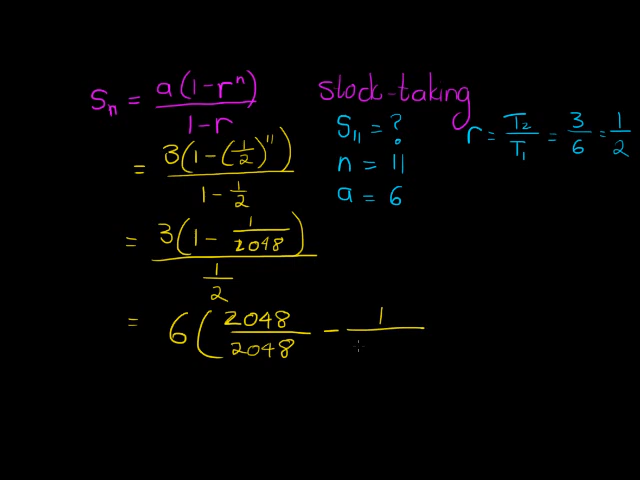 Sₙ = a(1-rⁿ)/(1-r)
stock-taking
S₁₁ = ?
n = 11
a = 6
r = T₂/T₁ = 3/6 = 1/2
= 3(1-(1/2)¹¹)/(1-1/2)
= 3(1-1/2048)/(1/2)
= 6(2048/2048 - 1/